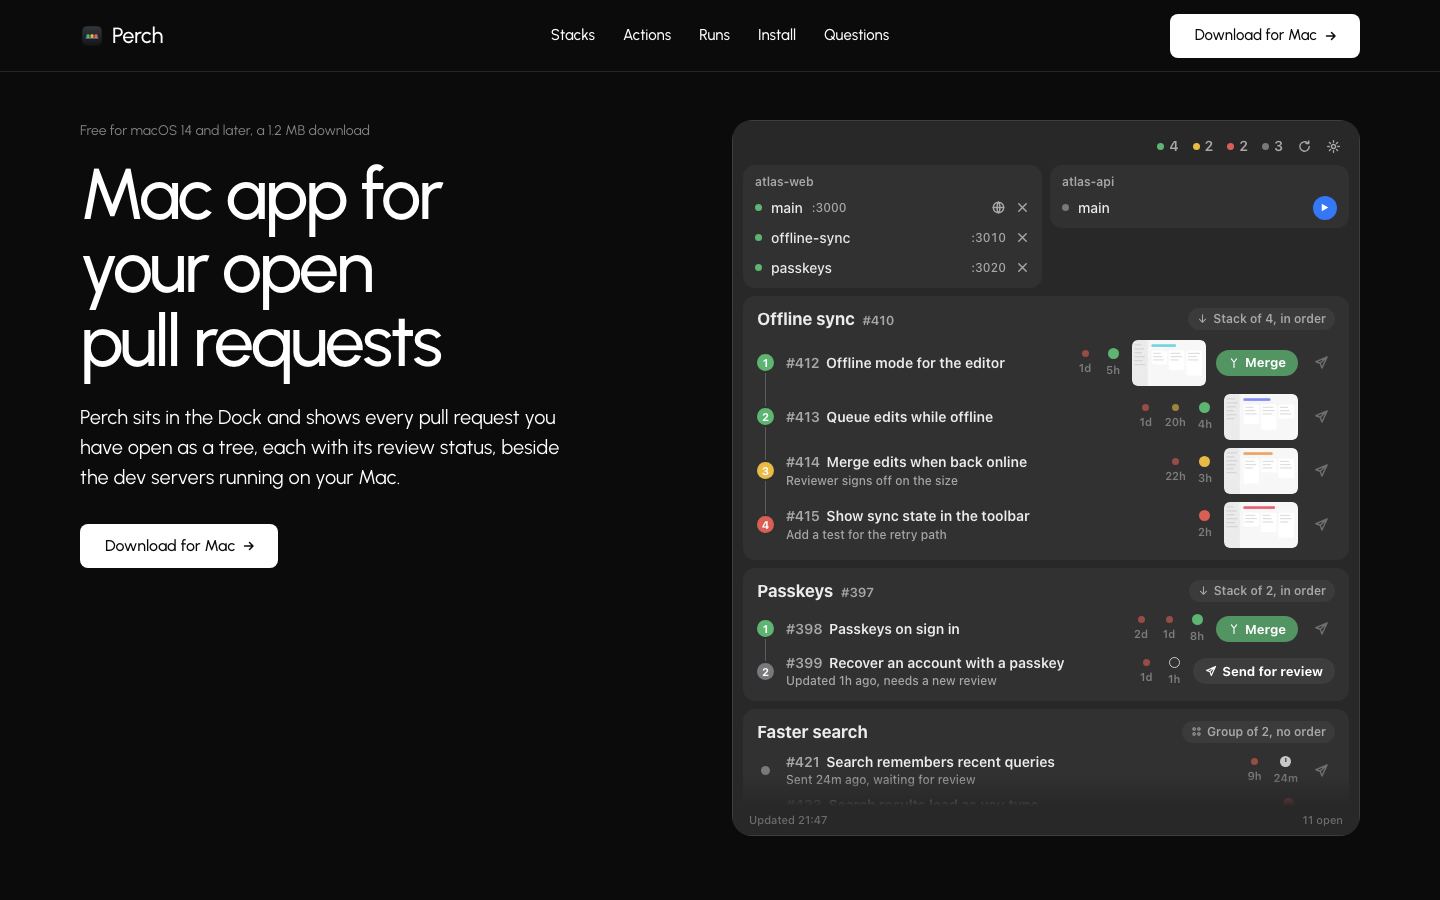 Perch
Stacks
Actions
Runs
Install
Questions
Download for Mac →
Free for macOS 14 and later, a 1.2 MB download
Mac app for
your open
pull requests
Perch sits in the Dock and shows every pull request you
have open as a tree, each with its review status, beside
the dev servers running on your Mac.
Download for Mac →
4 2 2 3
atlas-web
main :3000
offline-sync :3010
passkeys :3020
atlas-api
main
Offline sync #410
↓ Stack of 4, in order
1 #412 Offline mode for the editor
1d 5h
Merge
2 #413 Queue edits while offline
1d 20h 4h
3 #414 Merge edits when back online
Reviewer signs off on the size
22h 3h
4 #415 Show sync state in the toolbar
Add a test for the retry path
2h
Passkeys #397
↓ Stack of 2, in order
1 #398 Passkeys on sign in
2d 1d 8h
Merge
2 #399 Recover an account with a passkey
Updated 1h ago, needs a new review
1d 1h
Send for review
Faster search
Group of 2, no order
#421 Search remembers recent queries
Sent 24m ago, waiting for review
9h 24m
Search results load as you type
Updated 21:47
11 open